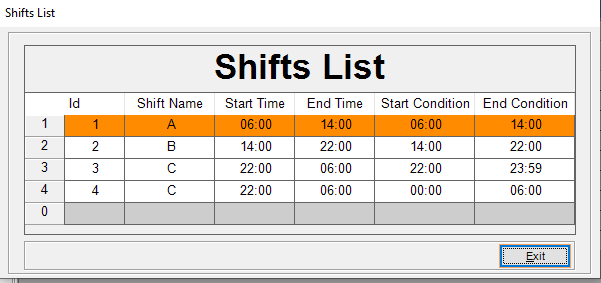 Shifts List
Shifts List
Id Shift Name Start Time End Time Start Condition End Condition
1 1 A 06:00 14:00 06:00 14:00
2 2 B 14:00 22:00 14:00 22:00
3 3 C 22:00 06:00 22:00 23:59
4 4 C 22:00 06:00 00:00 06:00
0
Exit